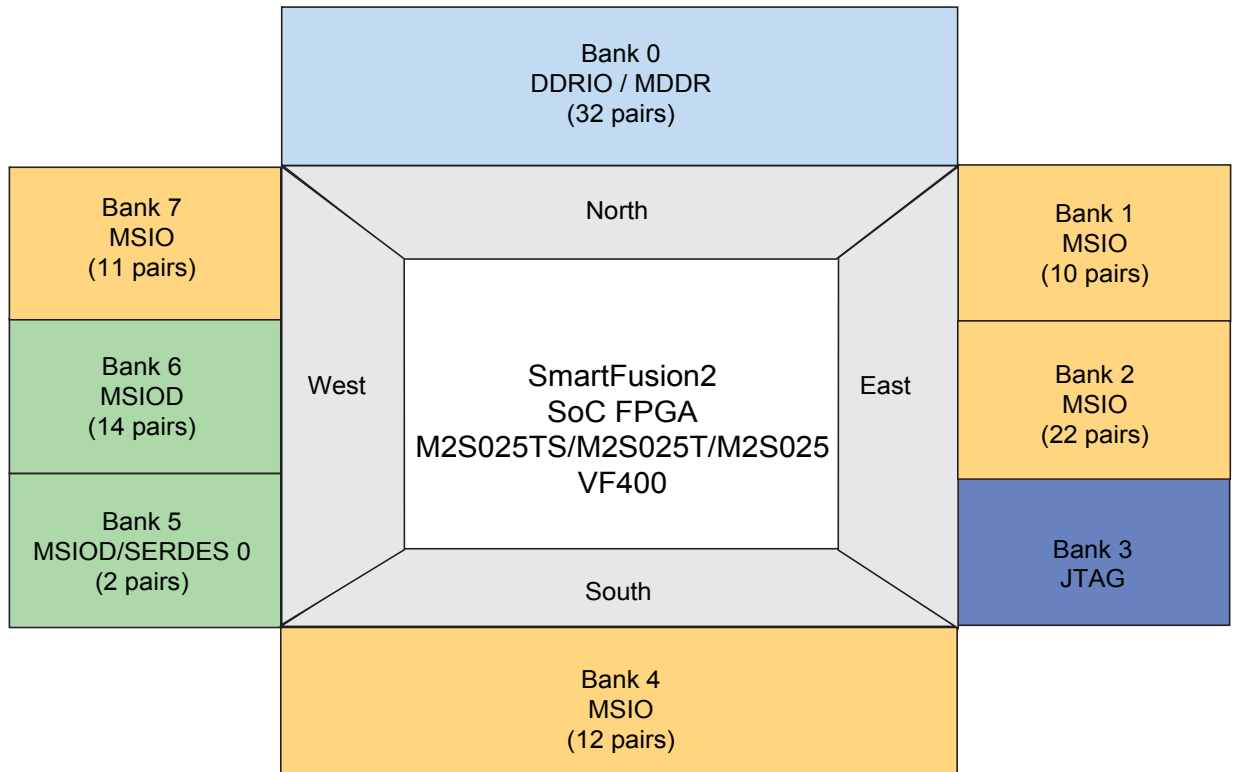 Bank 0
DDRIO / MDDR
(32 pairs)
Bank 7
MSIO
(11 pairs)
North
Bank 1
MSIO
(10 pairs)
Bank 6
MSIOD
(14 pairs)
West
SmartFusion2
SoC FPGA
M2S025TS/M2S025T/M2S025
VF400
East
Bank 2
MSIO
(22 pairs)
Bank 5
MSIOD/SERDES 0
(2 pairs)
South
Bank 3
JTAG
Bank 4
MSIO
(12 pairs)